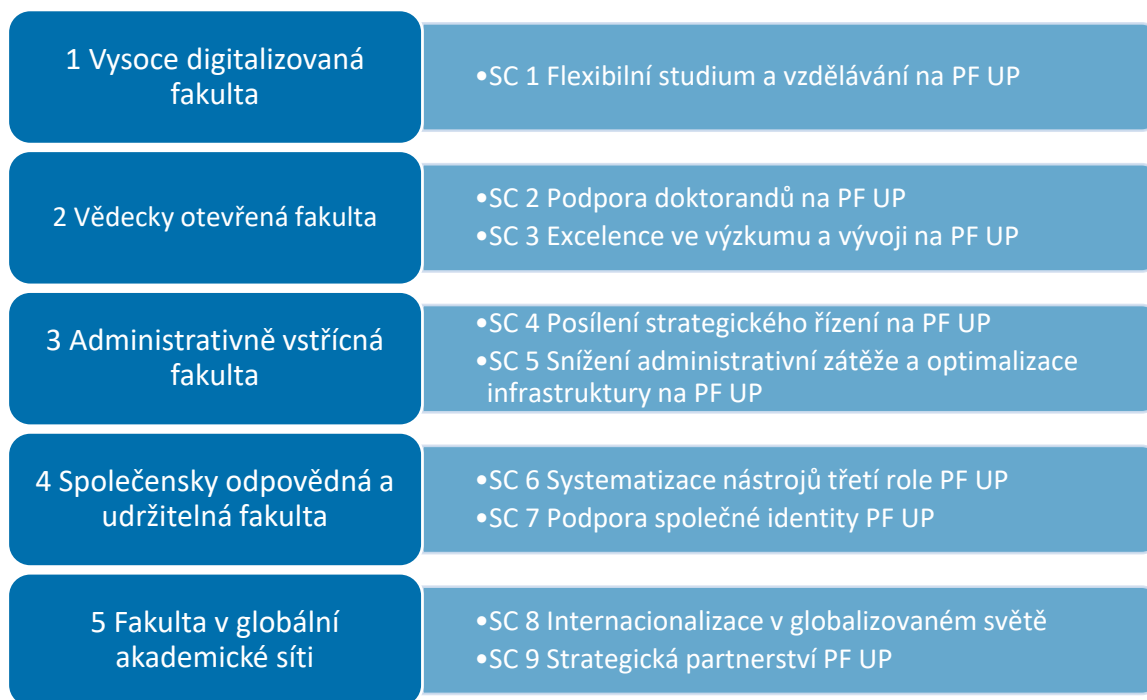 1 Vysoce digitalizovaná
fakulta
•SC 1 Flexibilní studium a vzdělávání na PF UP
2 Vědecky otevřená fakulta
•SC 2 Podpora doktorandů na PF UP
•SC 3 Excelence ve výzkumu a vývoji na PF UP
3 Administrativně vstřícná
fakulta
•SC 4 Posílení strategického řízení na PF UP
•SC 5 Snížení administrativní zátěže a optimalizace
infrastruktury na PF UP
4 Společensky odpovědná a
udržitelná fakulta
•SC 6 Systematizace nástrojů třetí role PF UP
•SC 7 Podpora společné identity PF UP
5 Fakulta v globální
akademické síti
•SC 8 Internacionalizace v globalizovaném světě
•SC 9 Strategická partnerství PF UP